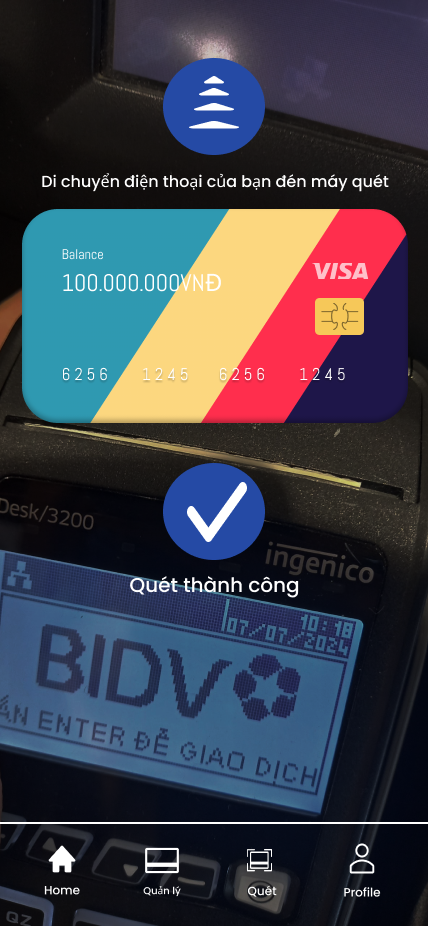 Di chuyển điện thoại của bạn đén máy quét
Balance
100.000.000VNĐ
VISA
6256 1245 6256 1245
Desk/3200
ingenico
Quét thành công
10:18
07/07/2024
BIDV
ẤN ENTER ĐỂ GIAO DỊCH
Home
Quản lý
Quét
Profile
QZ